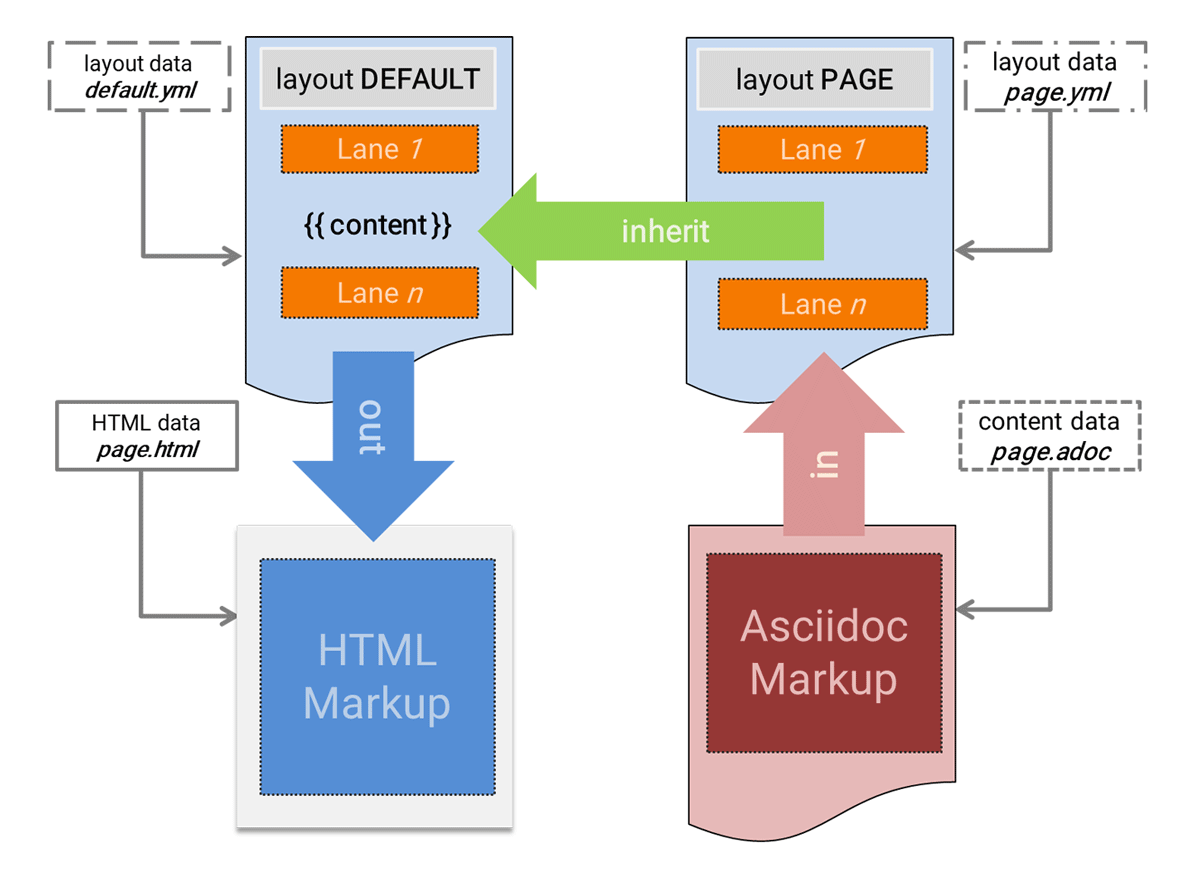 layout data
default.yml
layout DEFAULT
Lane 1
{{ content }}
Lane n
layout PAGE
Lane 1
Lane n
layout data
page.yml
inherit
out
in
HTML data
page.html
HTML
Markup
content data
page.adoc
Asciidoc
Markup